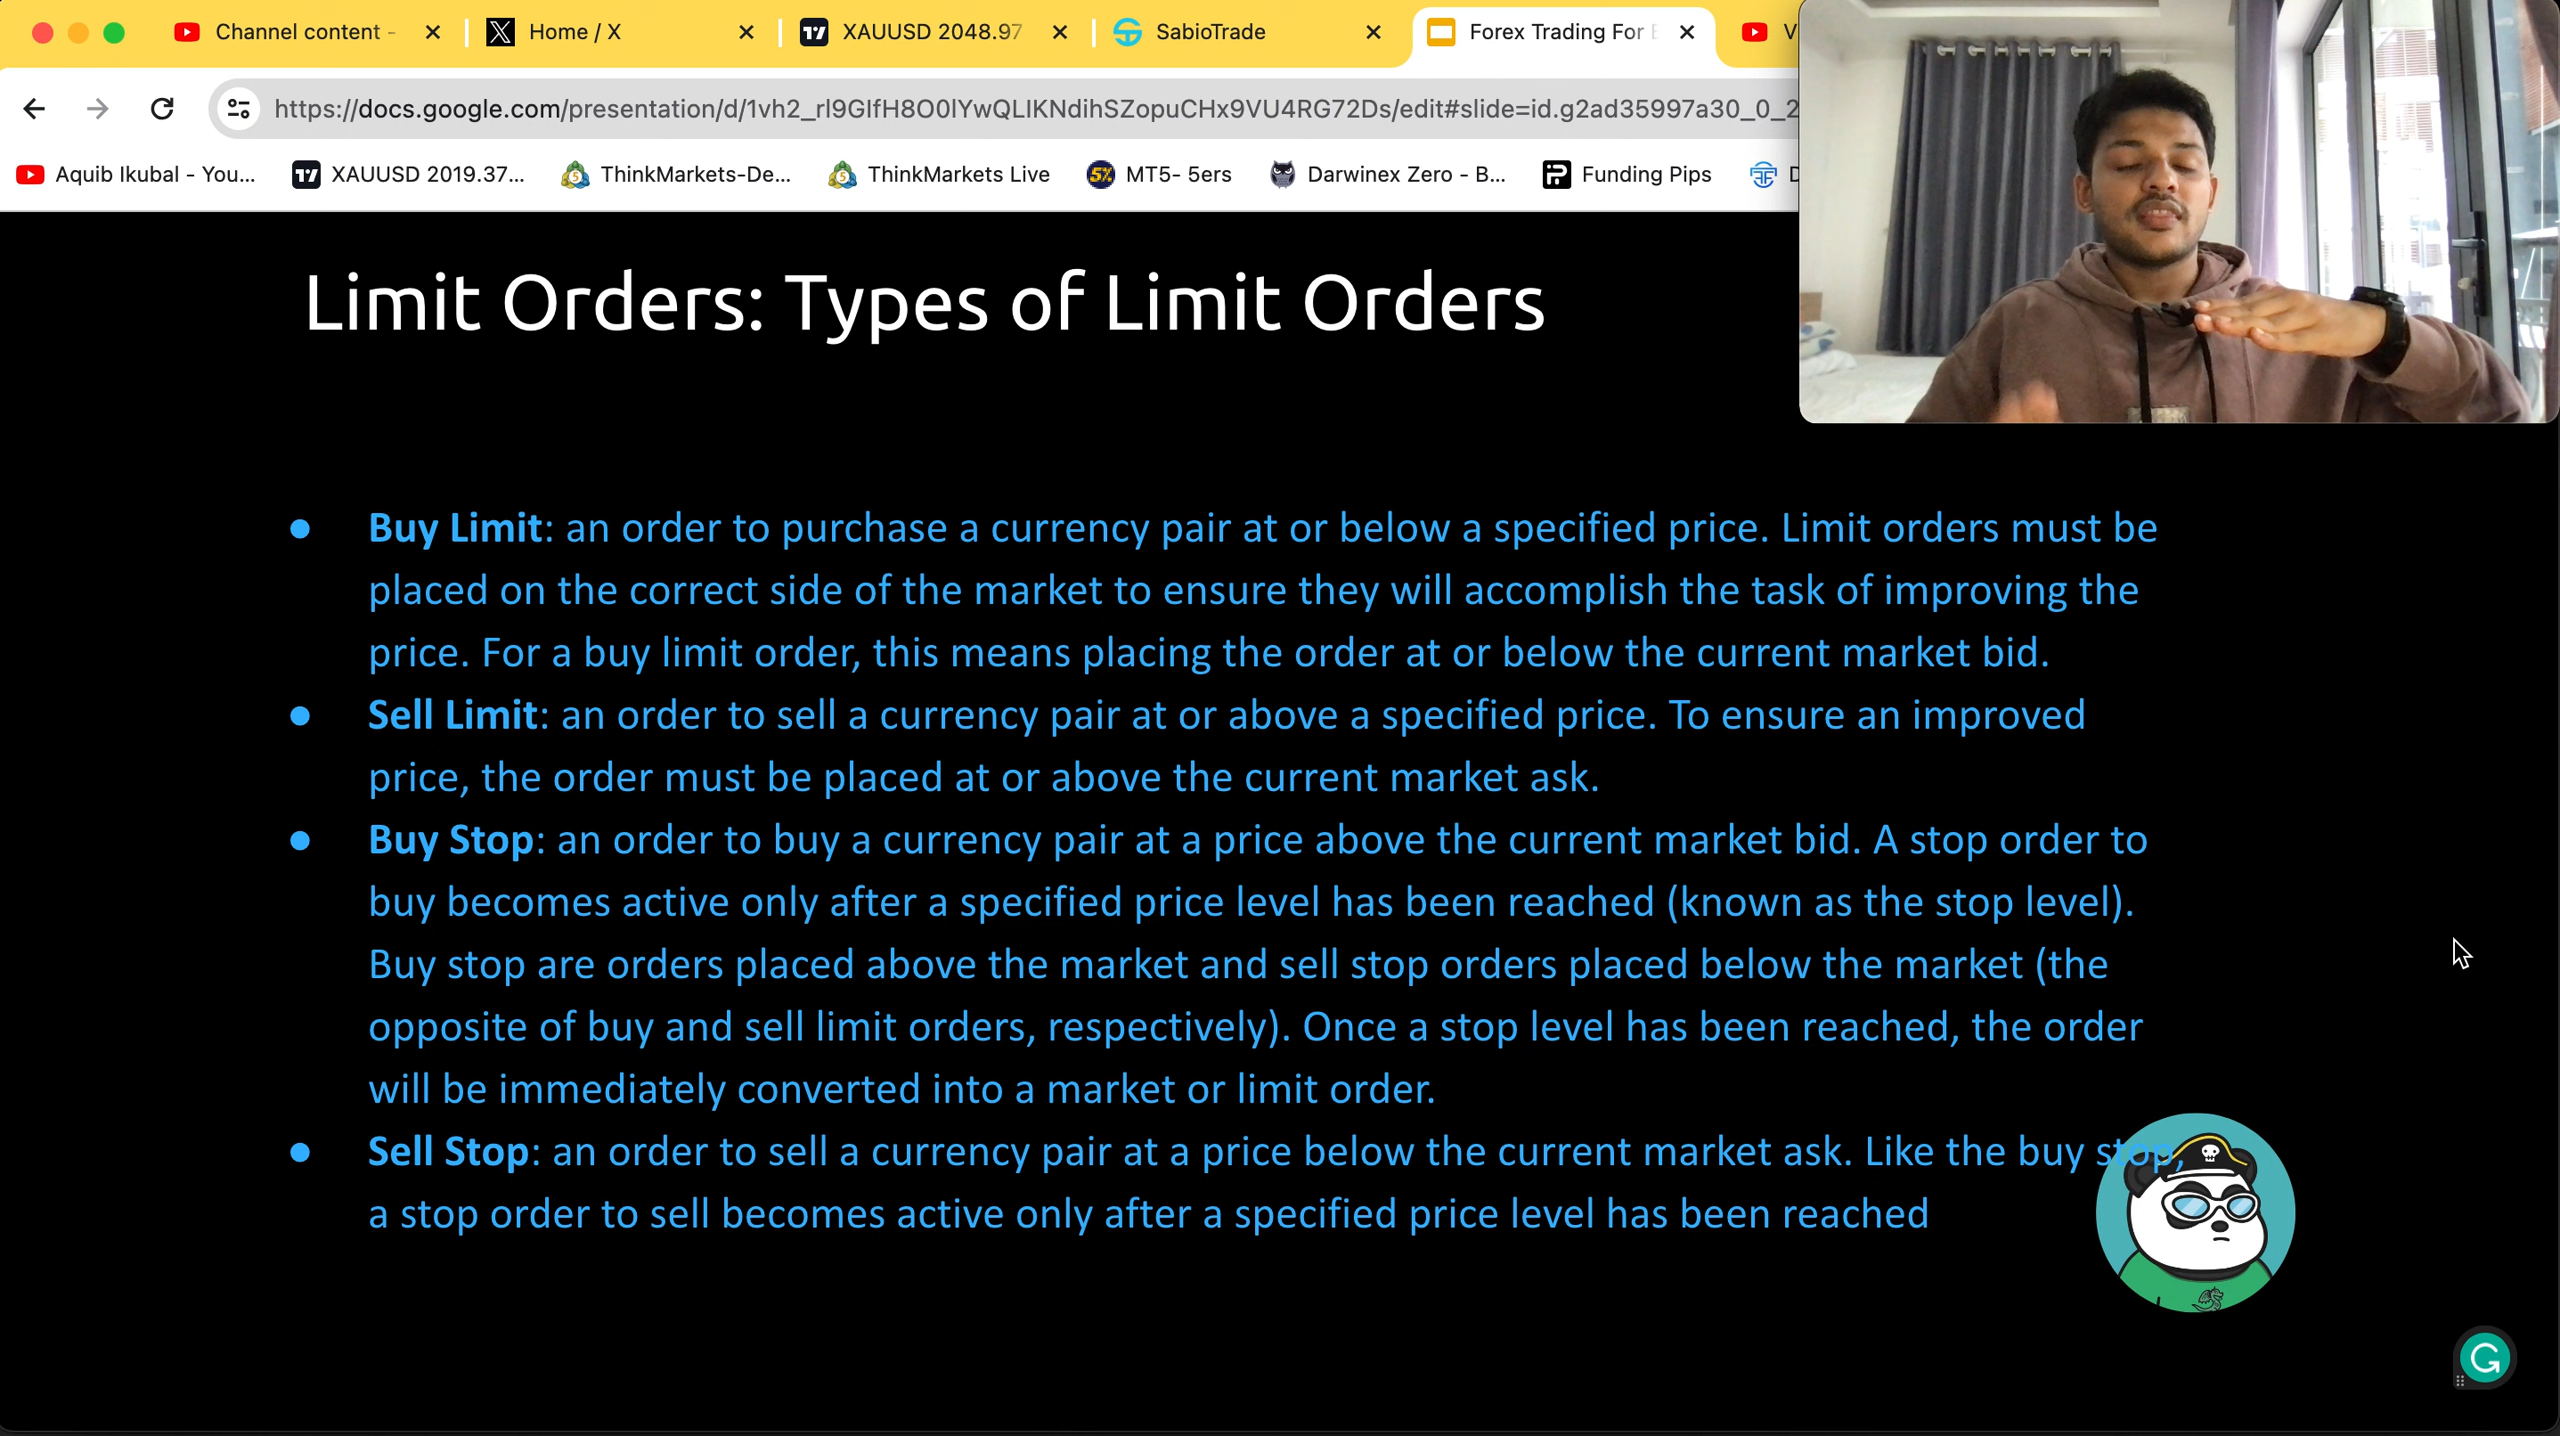 Channel content -
Home / X
XAUUSD 2048.97
SabioTrade
Forex Trading For
https://docs.google.com/presentation/d/1vh2_rl9GIfH8O0lYwQLIKNdihSZopuCHx9VU4RG72Ds/edit#slide=id.g2ad35997a30_0_2
Aquib Ikubal - You...
XAUUSD 2019.37...
ThinkMarkets-De...
ThinkMarkets Live
MT5- 5ers
Darwinex Zero - B...
Funding Pips
Limit Orders: Types of Limit Orders
● Buy Limit: an order to purchase a currency pair at or below a specified price. Limit orders must be
placed on the correct side of the market to ensure they will accomplish the task of improving the
price. For a buy limit order, this means placing the order at or below the current market bid.
● Sell Limit: an order to sell a currency pair at or above a specified price. To ensure an improved
price, the order must be placed at or above the current market ask.
● Buy Stop: an order to buy a currency pair at a price above the current market bid. A stop order to
buy becomes active only after a specified price level has been reached (known as the stop level).
Buy stop are orders placed above the market and sell stop orders placed below the market (the
opposite of buy and sell limit orders, respectively). Once a stop level has been reached, the order
will be immediately converted into a market or limit order.
● Sell Stop: an order to sell a currency pair at a price below the current market ask. Like the buy stop,
a stop order to sell becomes active only after a specified price level has been reached